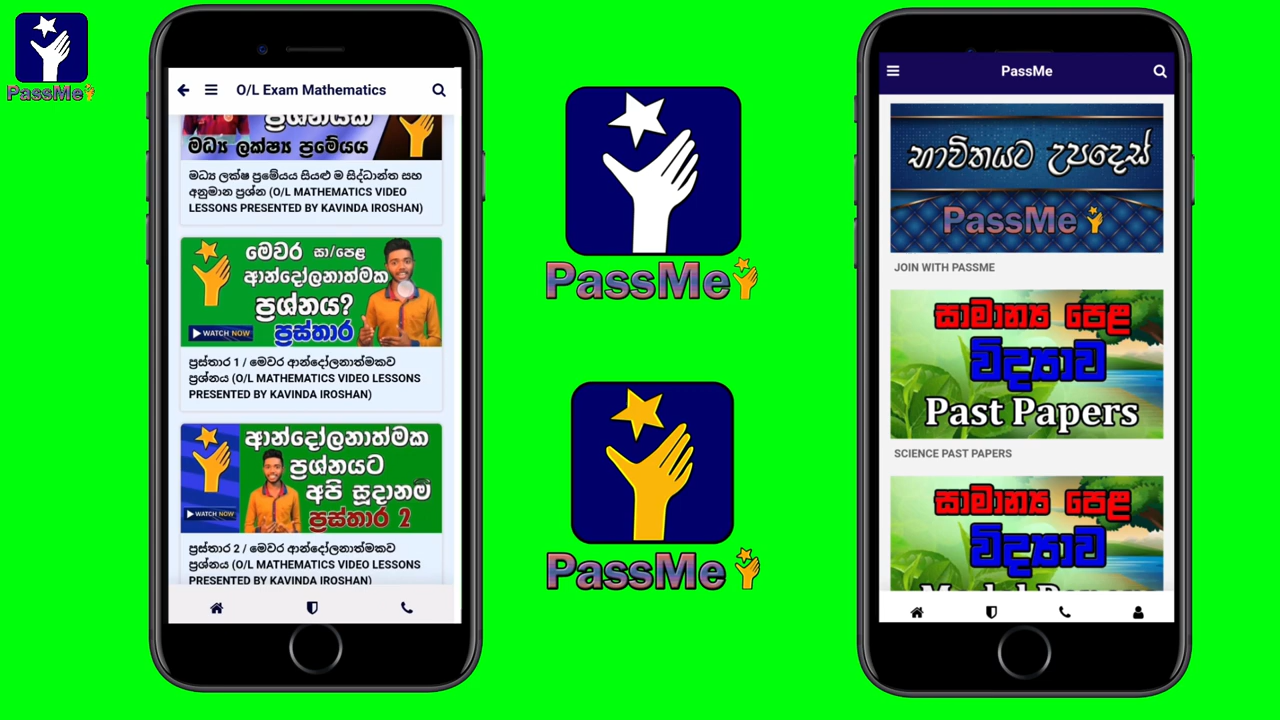 PassMe
O/L Exam Mathematics
ප්‍රශ්නයක්
මධ්‍ය ලක්ෂ්‍ය ප්‍රමේයය
මධ්‍ය ලක්ෂ ප්‍රමේයය සියළු ම සිද්ධාන්ත සහ
අනුමාන ප්‍රශ්න (O/L MATHEMATICS VIDEO
LESSONS PRESENTED BY KAVINDA IROSHAN)
මෙවර සා/පෙළ
ආන්දෝලනාත්මක
ප්‍රශ්නය?
ප්‍රස්තාර
WATCH NOW
ප්‍රස්තාර 1 / මෙවර ආන්දෝලනාත්මකව
ප්‍රශ්නය (O/L MATHEMATICS VIDEO LESSONS
PRESENTED BY KAVINDA IROSHAN)
ආන්දෝලනාත්මක
ප්‍රශ්නයට
අපි සූදානම්
ප්‍රස්තාර 2
WATCH NOW
ප්‍රස්තාර 2 / මෙවර ආන්දෝලනාත්මකව
ප්‍රශ්නය (O/L MATHEMATICS VIDEO LESSONS
PRESENTED BY KAVINDA IROSHAN)
PassMe
PassMe
PassMe
භාවිතයට උපදෙස්
PassMe
JOIN WITH PASSME
සාමාන්‍ය පෙළ
විද්‍යාව
Past Papers
SCIENCE PAST PAPERS
සාමාන්‍ය පෙළ
විද්‍යාව